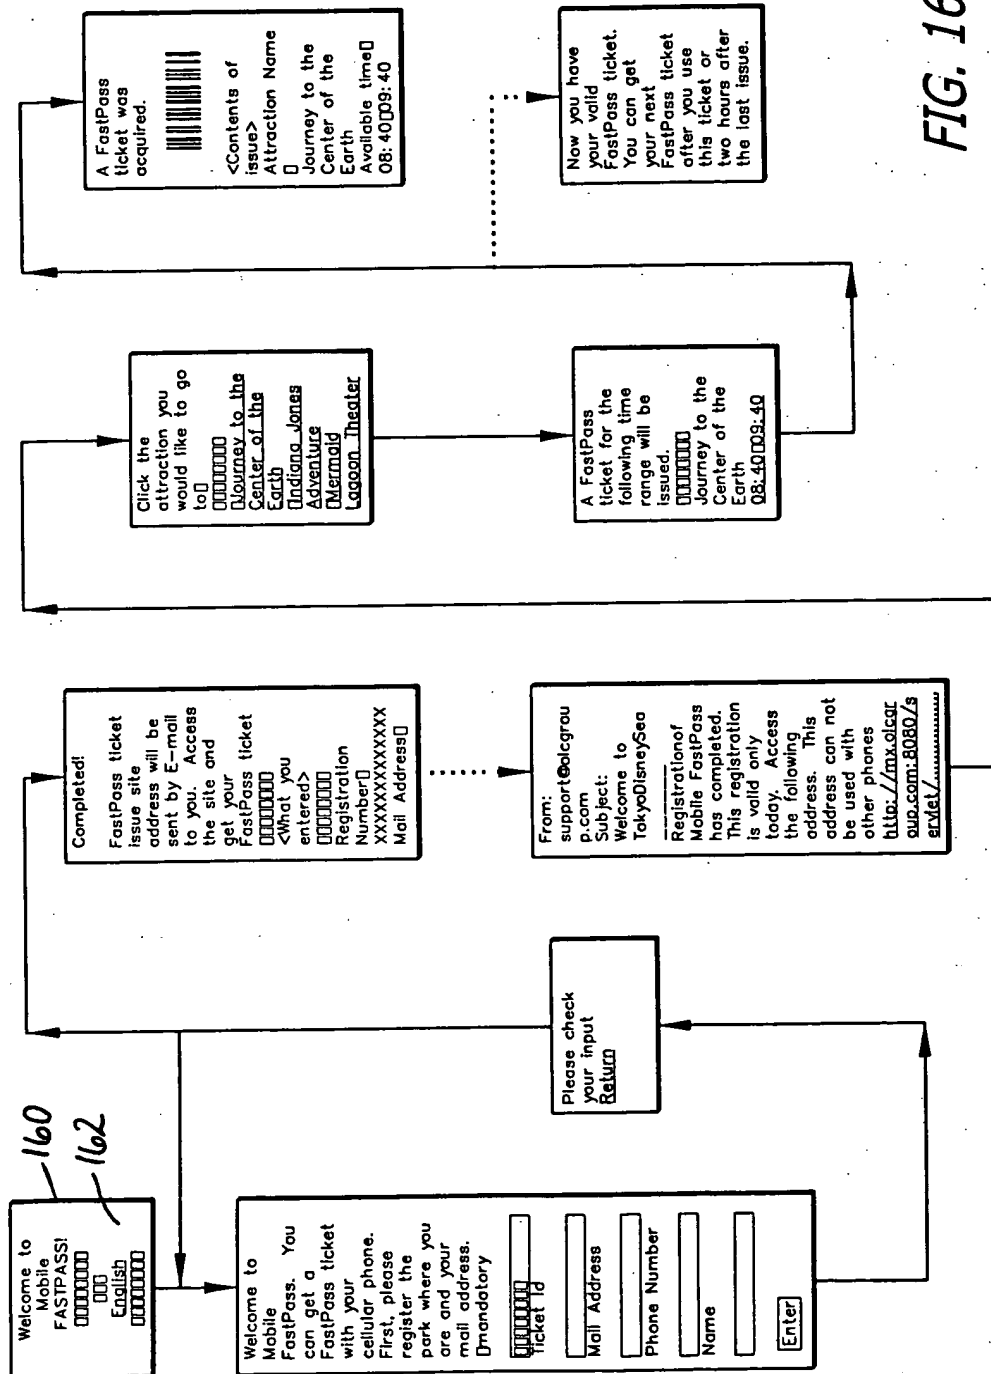 Welcome to
Mobile
FASTPASS!
▯▯▯▯▯▯▯▯
▯▯▯
English
▯▯▯▯▯▯▯▯
160
162
Welcome to
Mobile
FastPass. You
can get a
FastPass ticket
with your
cellular phone.
First, please
register the
park where you
are and your
mail address.
▯mandatory
▯▯▯▯▯▯▯▯
Ticket Id
Mail Address
Phone Number
Name
Enter
Please check
your input
Return
Completed!
FastPass ticket
issue site
address will be
sent by E-mail
to you. Access
the site and
get your
FastPass ticket
▯▯▯▯▯▯▯▯
<What you
entered>
▯▯▯▯▯▯▯▯
Registration
Number▯
XXXXXXXXXXXXX
Mail Address▯
From:
support@olcgrou
p.com
Subject:
Welcome to
TokyoDisneySea
Registrationof
Mobile FastPass
has completed.
This registration
is valid only
today. Access
the following
address. This
address can not
be used with
other phones
http://mx.olcgr
oup.com:8080/s
ervlet/...............
Click the
attraction you
would like to go
to▯
▯▯▯▯▯▯▯▯
▯Journey to the
Center of the
Earth
▯Indiana Jones
Adventure
▯Mermaid
Lagoon Theater
A FastPass
ticket for the
following time
range will be
issued.
▯▯▯▯▯▯▯▯
Journey to the
Center of the
Earth
08:40▯09:40
A FastPass
ticket was
acquired.
<Contents of
issue>
Attraction Name
▯
Journey to the
Center of the
Earth
Available time▯
08:40▯09:40
Now you have
your valid
FastPass ticket.
You can get
your next
FastPass ticket
after you use
this ticket or
two hours after
the last issue.
FIG. 16